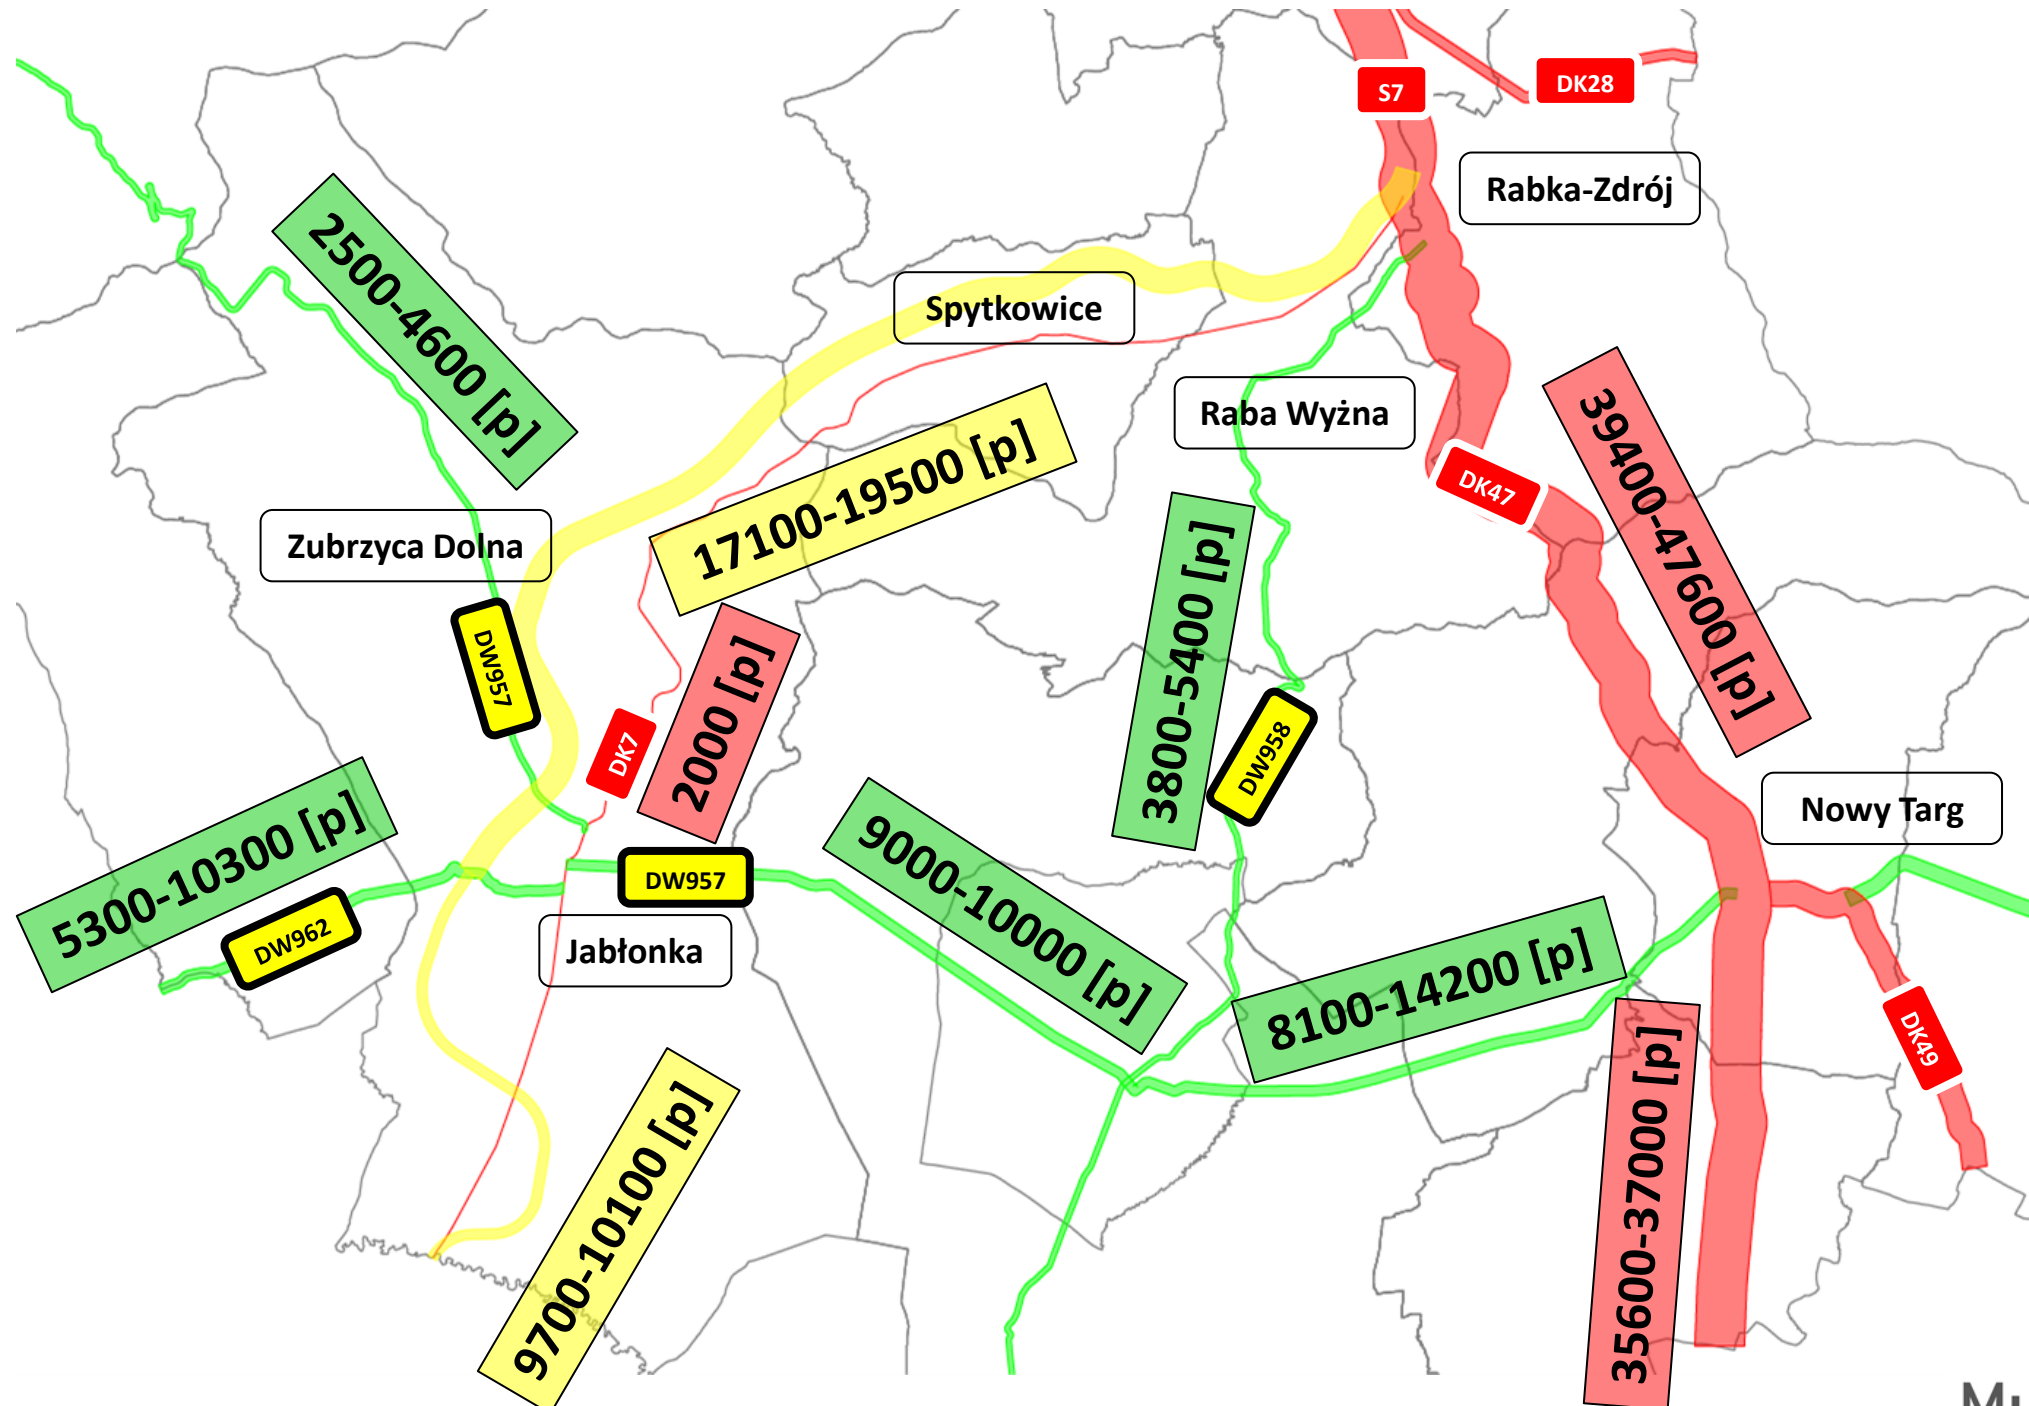 S7
DK28
Rabka-Zdrój
2500-4600 [p]
Spytkowice
Raba Wyżna
39400-47600 [p]
17100-19500 [p]
DK47
Zubrzyca Dolna
3800-5400 [p]
DW957
2000 [p]
DK7
DW958
Nowy Targ
5300-10300 [p]
DW957
9000-10000 [p]
DW962
Jabłonka
8100-14200 [p]
DK49
35600-37000 [p]
9700-10100 [p]